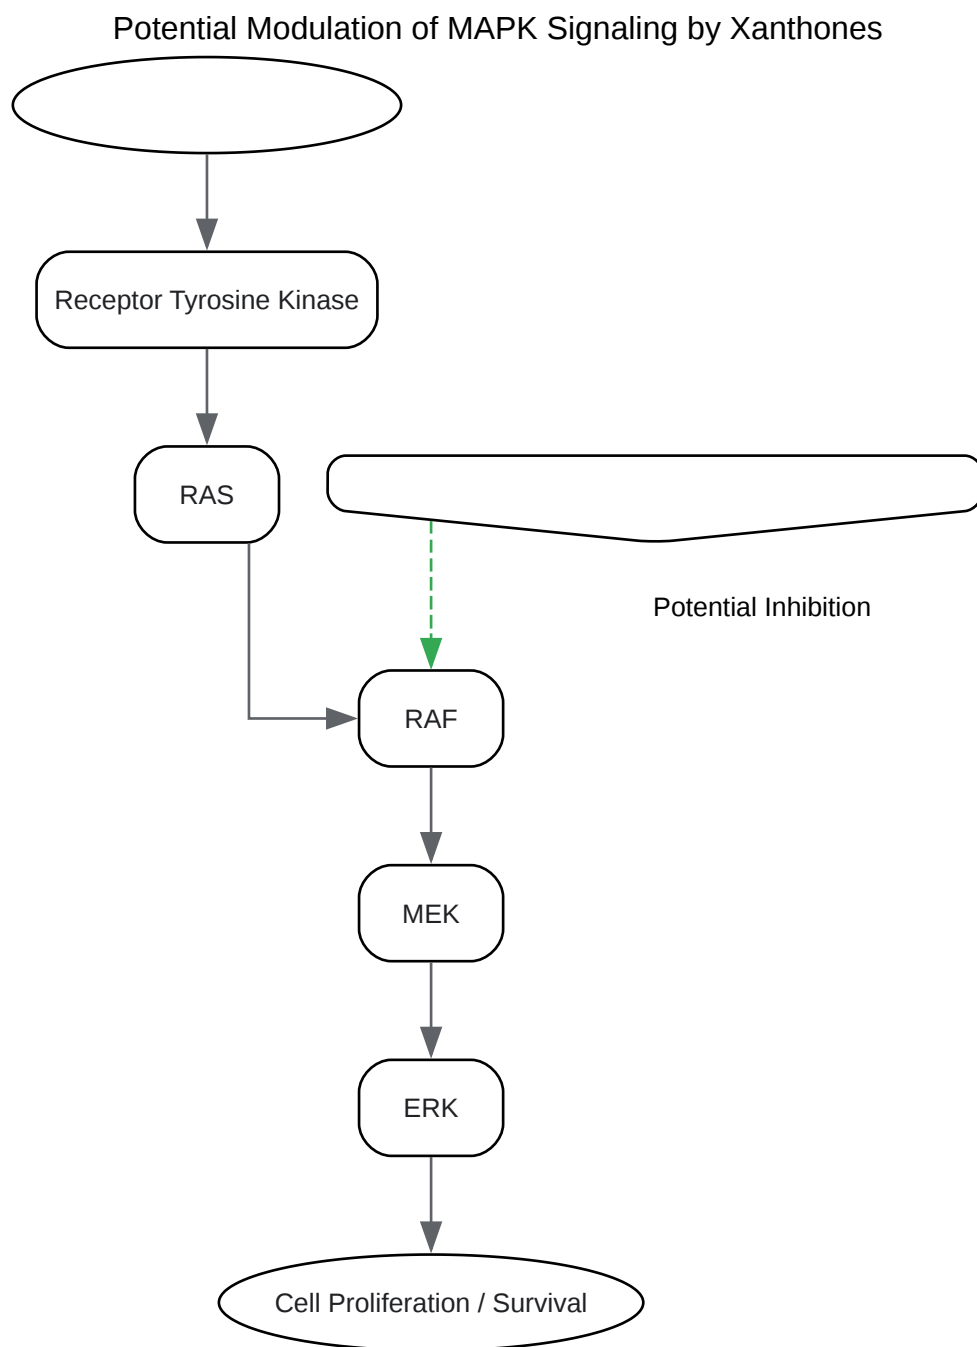 Potential Modulation of MAPK Signaling by Xanthones
Receptor Tyrosine Kinase
RAS
Potential Inhibition
RAF
MEK
ERK
Cell Proliferation / Survival